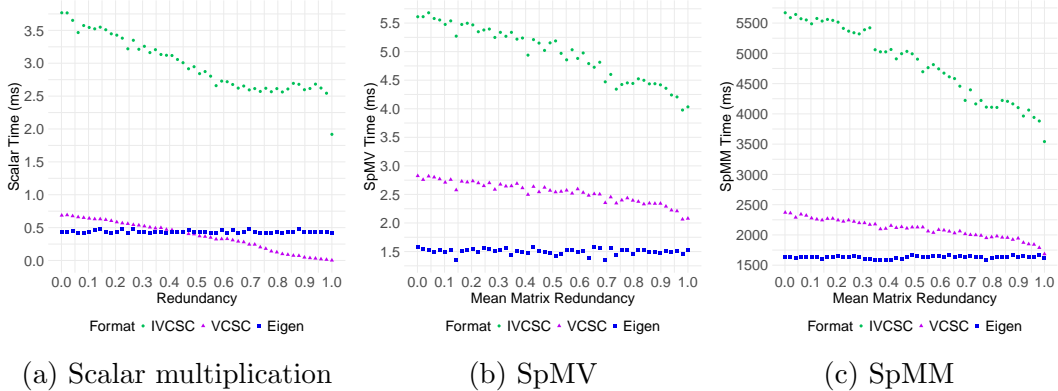 Scalar Time (ms)
3.5
3.0
2.5
2.0
1.5
1.0
0.5
0.0
0.0 0.1 0.2 0.3 0.4 0.5 0.6 0.7 0.8 0.9 1.0
Redundancy
Format IVCSC VCSC Eigen
(a) Scalar multiplication
SpMV Time (ms)
5.5
5.0
4.5
4.0
3.5
3.0
2.5
2.0
1.5
0.0 0.1 0.2 0.3 0.4 0.5 0.6 0.7 0.8 0.9 1.0
Mean Matrix Redundancy
Format IVCSC VCSC Eigen
(b) SpMV
SpMM Time (ms)
5500
5000
4500
4000
3500
3000
2500
2000
1500
0.0 0.1 0.2 0.3 0.4 0.5 0.6 0.7 0.8 0.9 1.0
Mean Matrix Redundancy
Format IVCSC VCSC Eigen
(c) SpMM